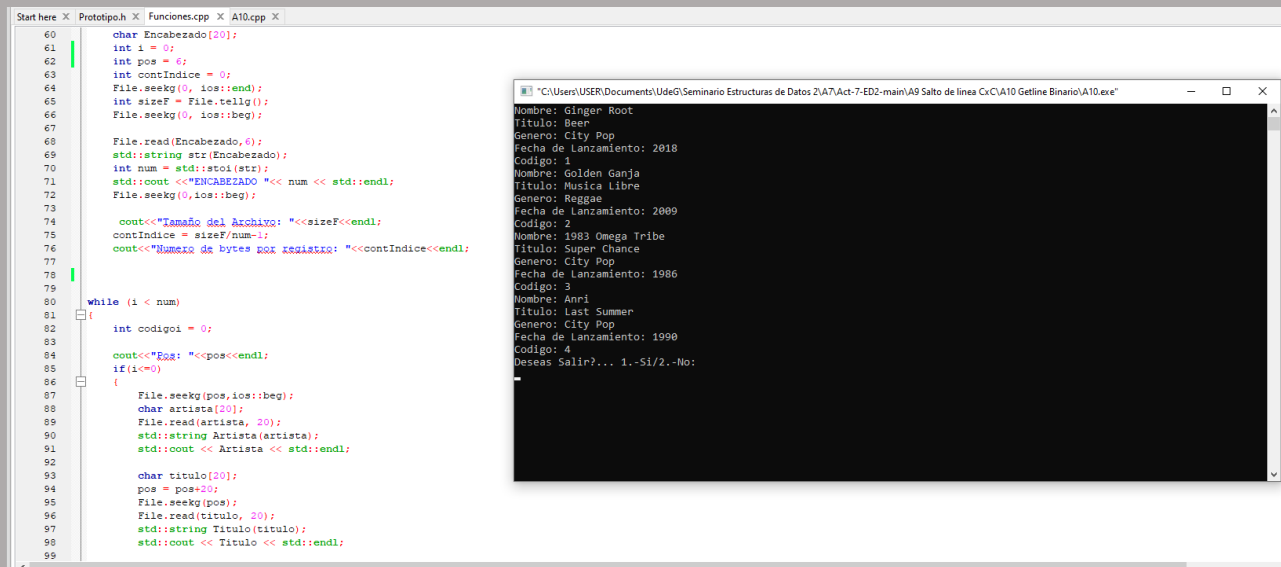 Start here X Prototipo.h X Funciones.cpp X A10.cpp X
60 char Encabezado[20];
61 int i = 0;
62 int pos = 6;
63 int contIndice = 0;
64 File.seekg(0, ios::end);
65 int sizeF = File.tellg();
66 File.seekg(0, ios::beg);
67
68 File.read(Encabezado,6);
69 std::string str(Encabezado);
70 int num = std::stoi(str);
71 std::cout <<"ENCABEZADO "<< num << std::endl;
72 File.seekg(0,ios::beg);
73
74 cout<<"Tamaño del Archivo: "<<sizeF<<endl;
75 contIndice = sizeF/num-1;
76 cout<<"Numero de bytes por registro: "<<contIndice<<endl;
77
78
79
80 while (i < num)
81 {
82 int codigoi = 0;
83
84 cout<<"Pos: "<<pos<<endl;
85 if(i<=0)
86 {
87 File.seekg(pos,ios::beg);
88 char artista[20];
89 File.read(artista, 20);
90 std::string Artista(artista);
91 std::cout << Artista << std::endl;
92
93 char titulo[20];
94 pos = pos+20;
95 File.seekg(pos);
96 File.read(titulo, 20);
97 std::string Titulo(titulo);
98 std::cout << Titulo << std::endl;
99
"C:\Users\USER\Documents\UdeG\Seminario Estructuras de Datos 2\A7\Act-7-ED2-main\A9 Salto de linea CxC\A10 Getline Binario\A10.exe"
Nombre: Ginger Root
Titulo: Beer
Genero: City Pop
Fecha de Lanzamiento: 2018
Codigo: 1
Nombre: Golden Ganja
Titulo: Musica Libre
Genero: Reggae
Fecha de Lanzamiento: 2009
Codigo: 2
Nombre: 1983 Omega Tribe
Titulo: Super Chance
Genero: City Pop
Fecha de Lanzamiento: 1986
Codigo: 3
Nombre: Anri
Titulo: Last Summer
Genero: City Pop
Fecha de Lanzamiento: 1990
Codigo: 4
Deseas Salir?... 1.-Si/2.-No: